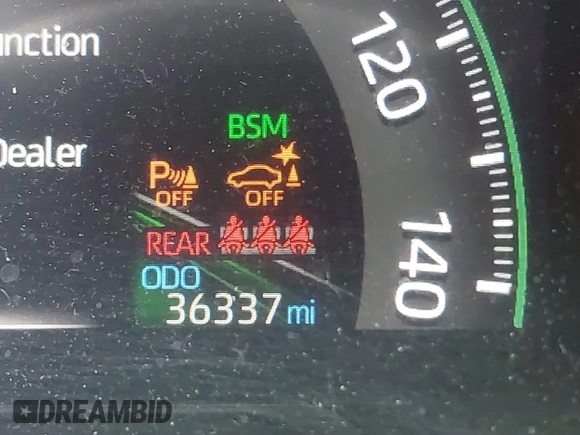 unction
Dealer
120
140
BSM
P OFF
OFF
REAR
ODO
36337 mi
DREAMBID